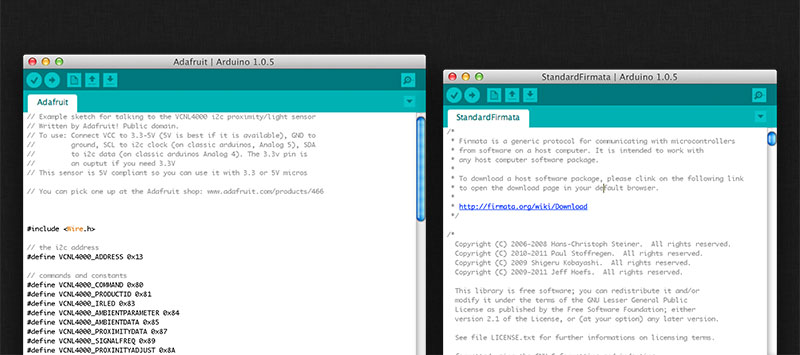 Adafruit | Arduino 1.0.5
Adafruit
// Example sketch for talking to the VCNL4000 i2c proximity/light sensor
// Written by Adafruit! Public domain.
// To use: Connect VCC to 3.3-5V (5V is best if it is available), GND to
//         ground, SCL to i2c clock (on classic arduinos, Analog 5), SDA
//         to i2c data (on classic arduinos Analog 4). The 3.3v pin is
//         an ouptut if you need 3.3V
// This sensor is 5V compliant so you can use it with 3.3 or 5V micros
// You can pick one up at the Adafruit shop: www.adafruit.com/products/466
#include <Wire.h>
// the i2c address
#define VCNL4000_ADDRESS 0x13
// commands and constants
#define VCNL4000_COMMAND 0x80
#define VCNL4000_PRODUCTID 0x81
#define VCNL4000_IRLED 0x83
#define VCNL4000_AMBIENTPARAMETER 0x84
#define VCNL4000_AMBIENTDATA 0x85
#define VCNL4000_PROXIMITYDATA 0x87
#define VCNL4000_SIGNALFREQ 0x89
#define VCNL4000_PROXIMITYADJUST 0x8A
StandardFirmata | Arduino 1.0.5
StandardFirmata
/*
* Firmata is a generic protocol for communicating with microcontrollers
* from software on a host computer. It is intended to work with
* any host computer software package.
*
* To download a host software package, please clink on the following link
* to open the download page in your default browser.
*
* http://firmata.org/wiki/Download
*/
/*
Copyright (C) 2006-2008 Hans-Christoph Steiner.  All rights reserved.
Copyright (C) 2010-2011 Paul Stoffregen.  All rights reserved.
Copyright (C) 2009 Shigeru Kobayashi.  All rights reserved.
Copyright (C) 2009-2011 Jeff Hoefs.  All rights reserved.
This library is free software; you can redistribute it and/or
modify it under the terms of the GNU Lesser General Public
License as published by the Free Software Foundation; either
version 2.1 of the License, or (at your option) any later version.
See file LICENSE.txt for further informations on licensing terms.